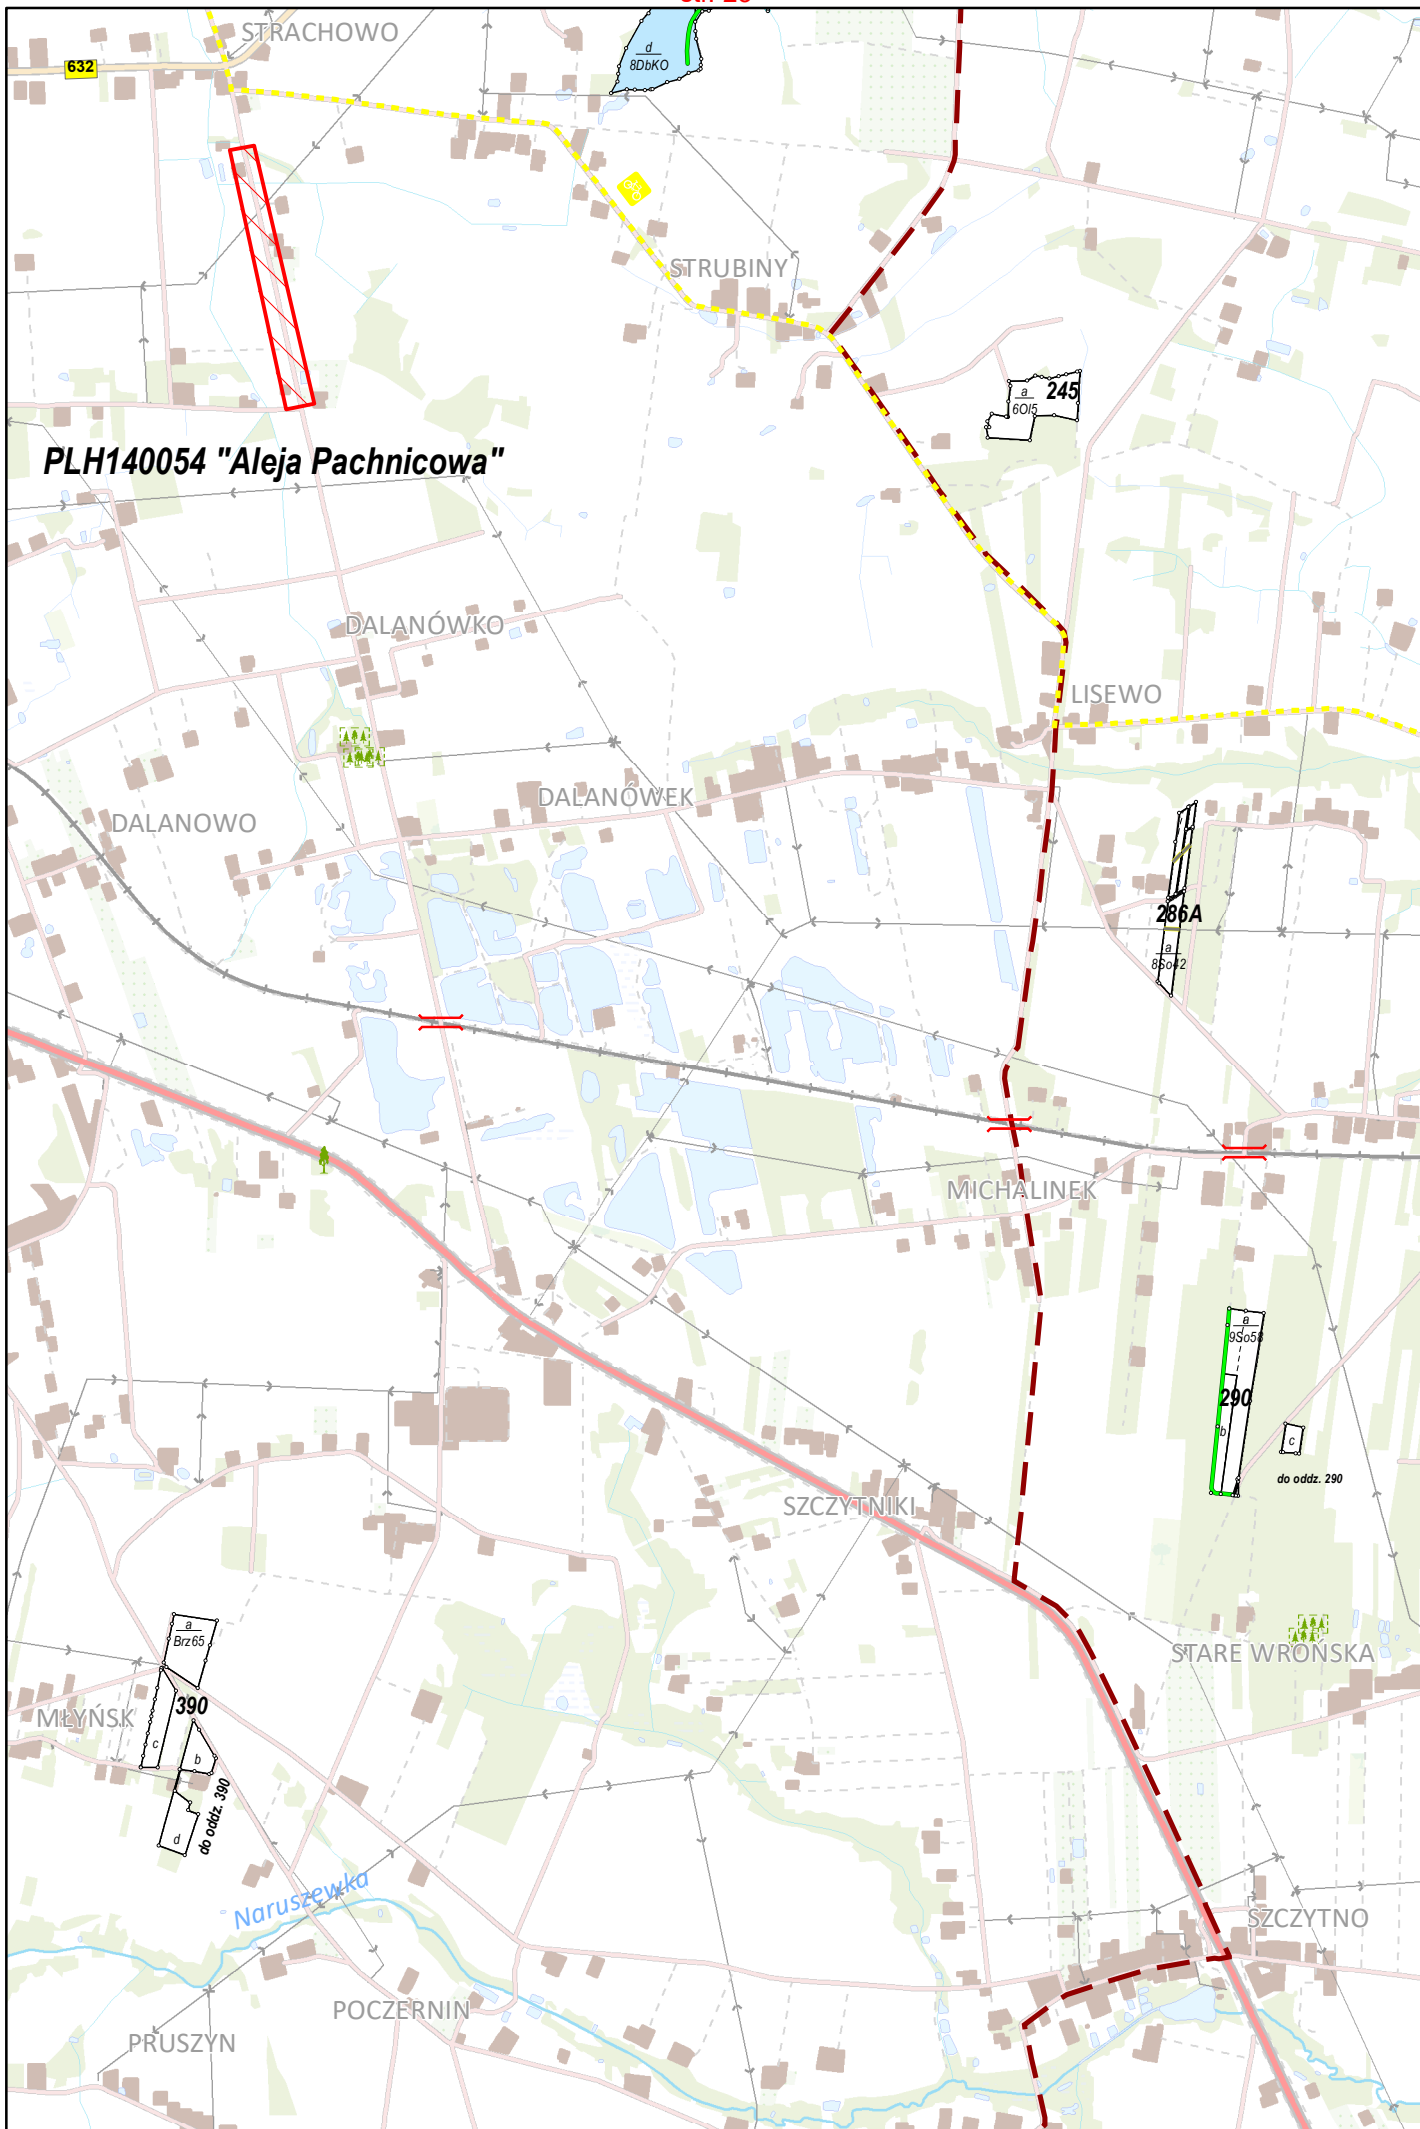 STRACHOWO
632
d
8DbKO
STRUBINY
a
6Ol5
245
PLH140054 "Aleja Pachnicowa"
DALANÓWKO
LISEWO
DALANÓWEK
DALANOWO
286A
a
8So42
MICHALINEK
a
9So58
290
b
c
do oddz. 290
SZCZYTNIKI
a
Brz65
STARE WROŃSKA
390
MŁYŃSK
c
b
do oddz. 390
d
Naruszewka
SZCZYTNO
POCZERNIN
PRUSZYN